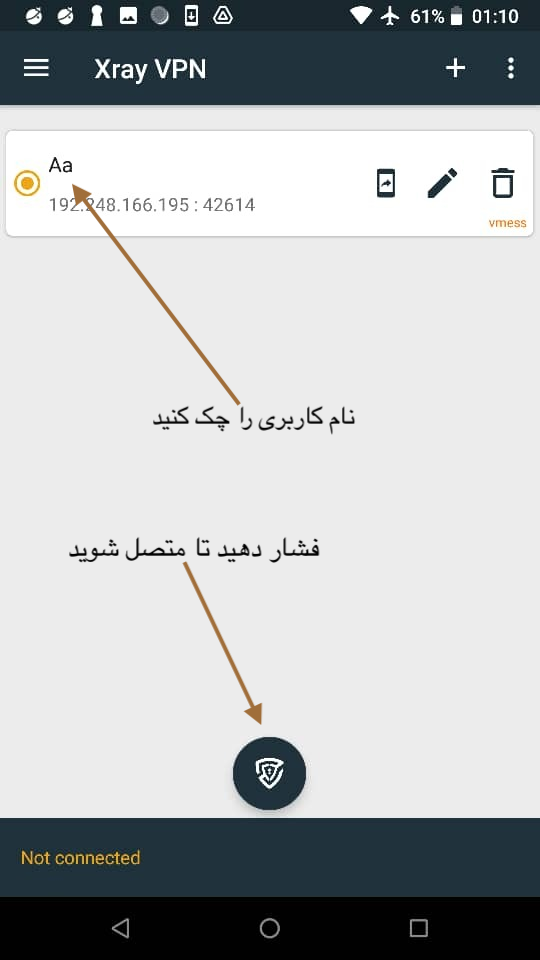 61% 01:10
Xray VPN
Aa
192.248.166.195 : 42614
vmess
نام کاربری را چک کنید
فشار دهید تا متصل شوید
Not connected